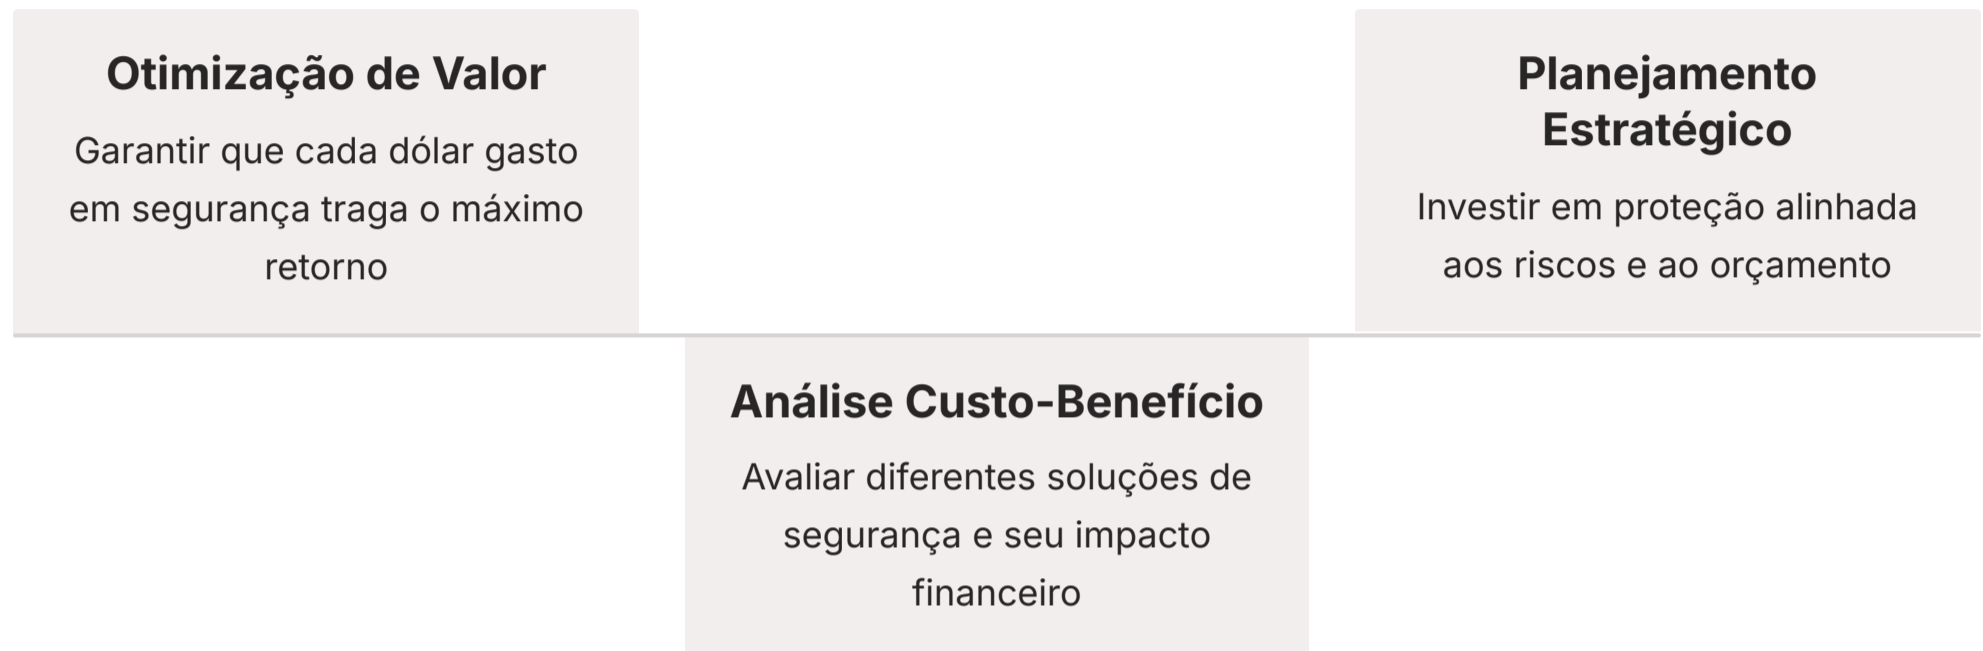 Otimização de Valor
Garantir que cada dólar gasto
em segurança traga o máximo
retorno
Análise Custo-Benefício
Avaliar diferentes soluções de
segurança e seu impacto
financeiro
Planejamento
Estratégico
Investir em proteção alinhada
aos riscos e ao orçamento